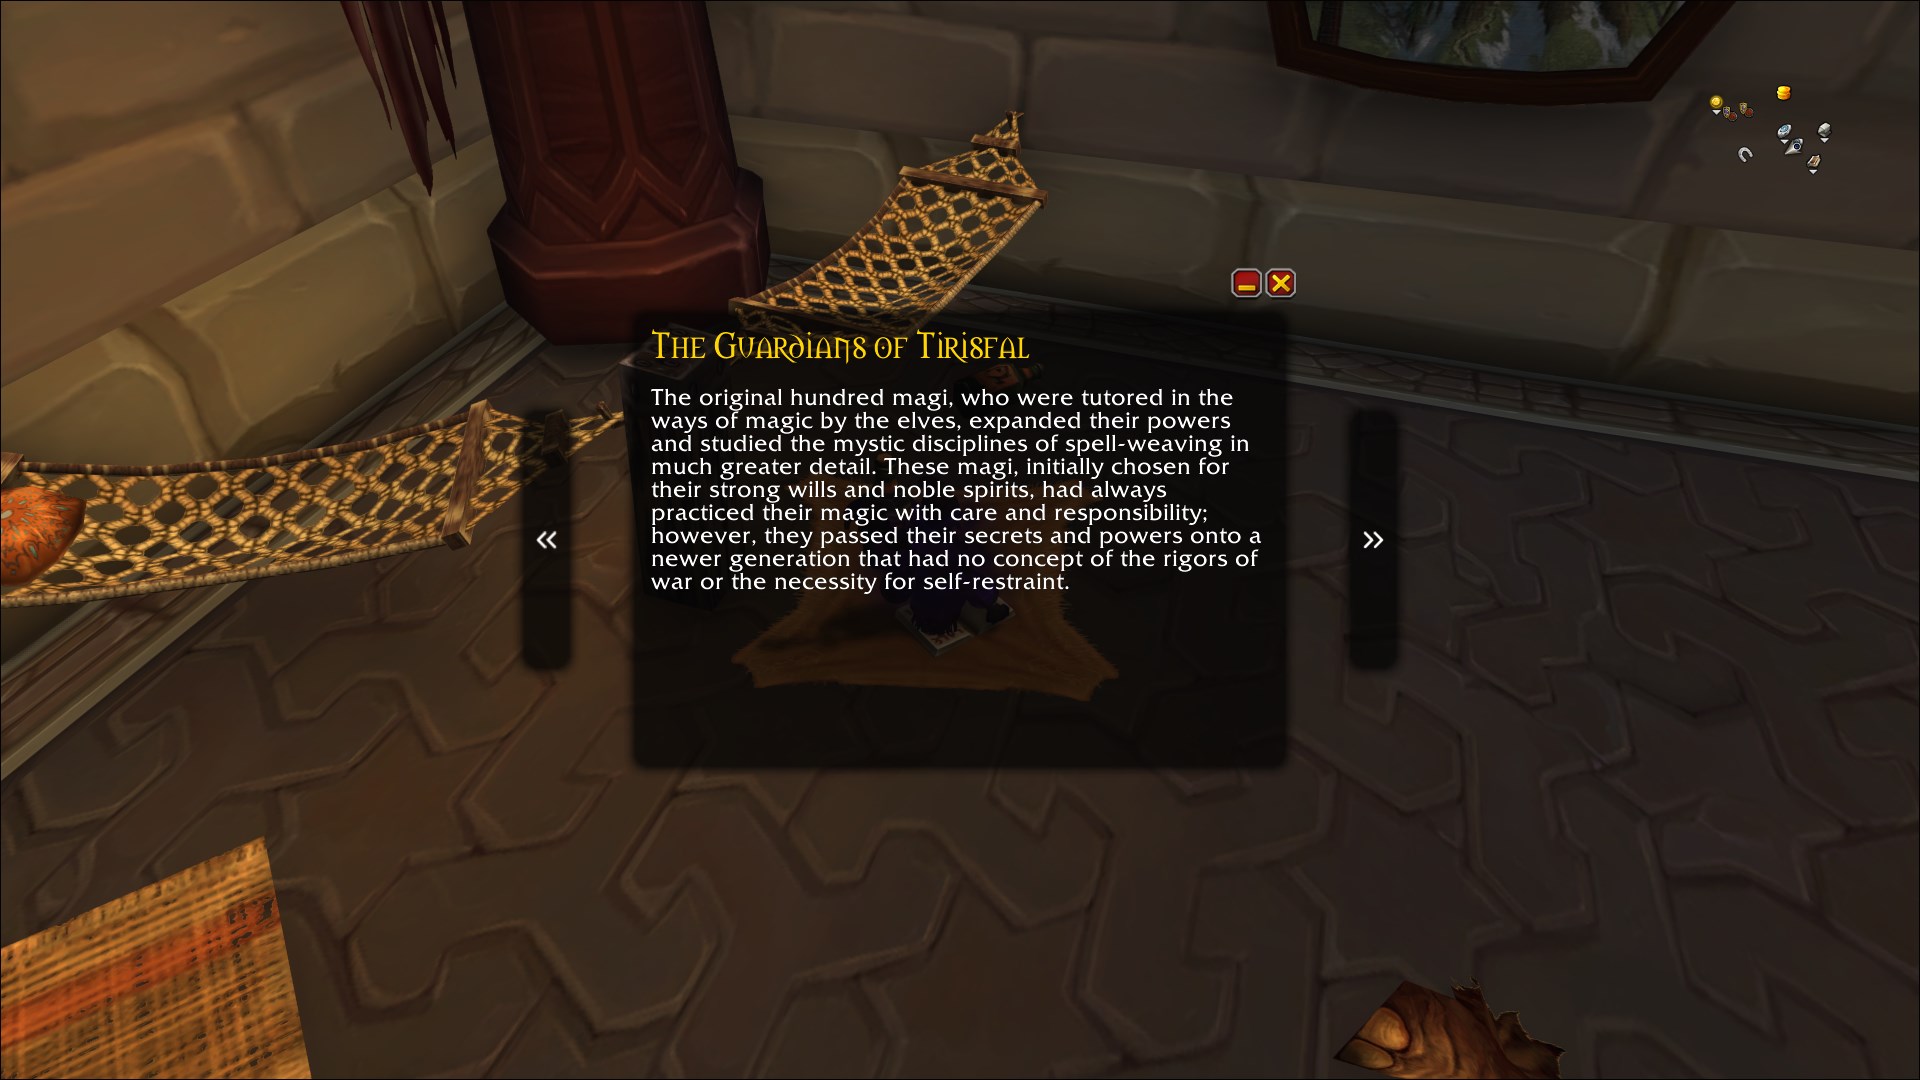 The Guardians of Tirisfal
The original hundred magi, who were tutored in the
ways of magic by the elves, expanded their powers
and studied the mystic disciplines of spell-weaving in
much greater detail. These magi, initially chosen for
their strong wills and noble spirits, had always
practiced their magic with care and responsibility;
however, they passed their secrets and powers onto a
newer generation that had no concept of the rigors of
war or the necessity for self-restraint.